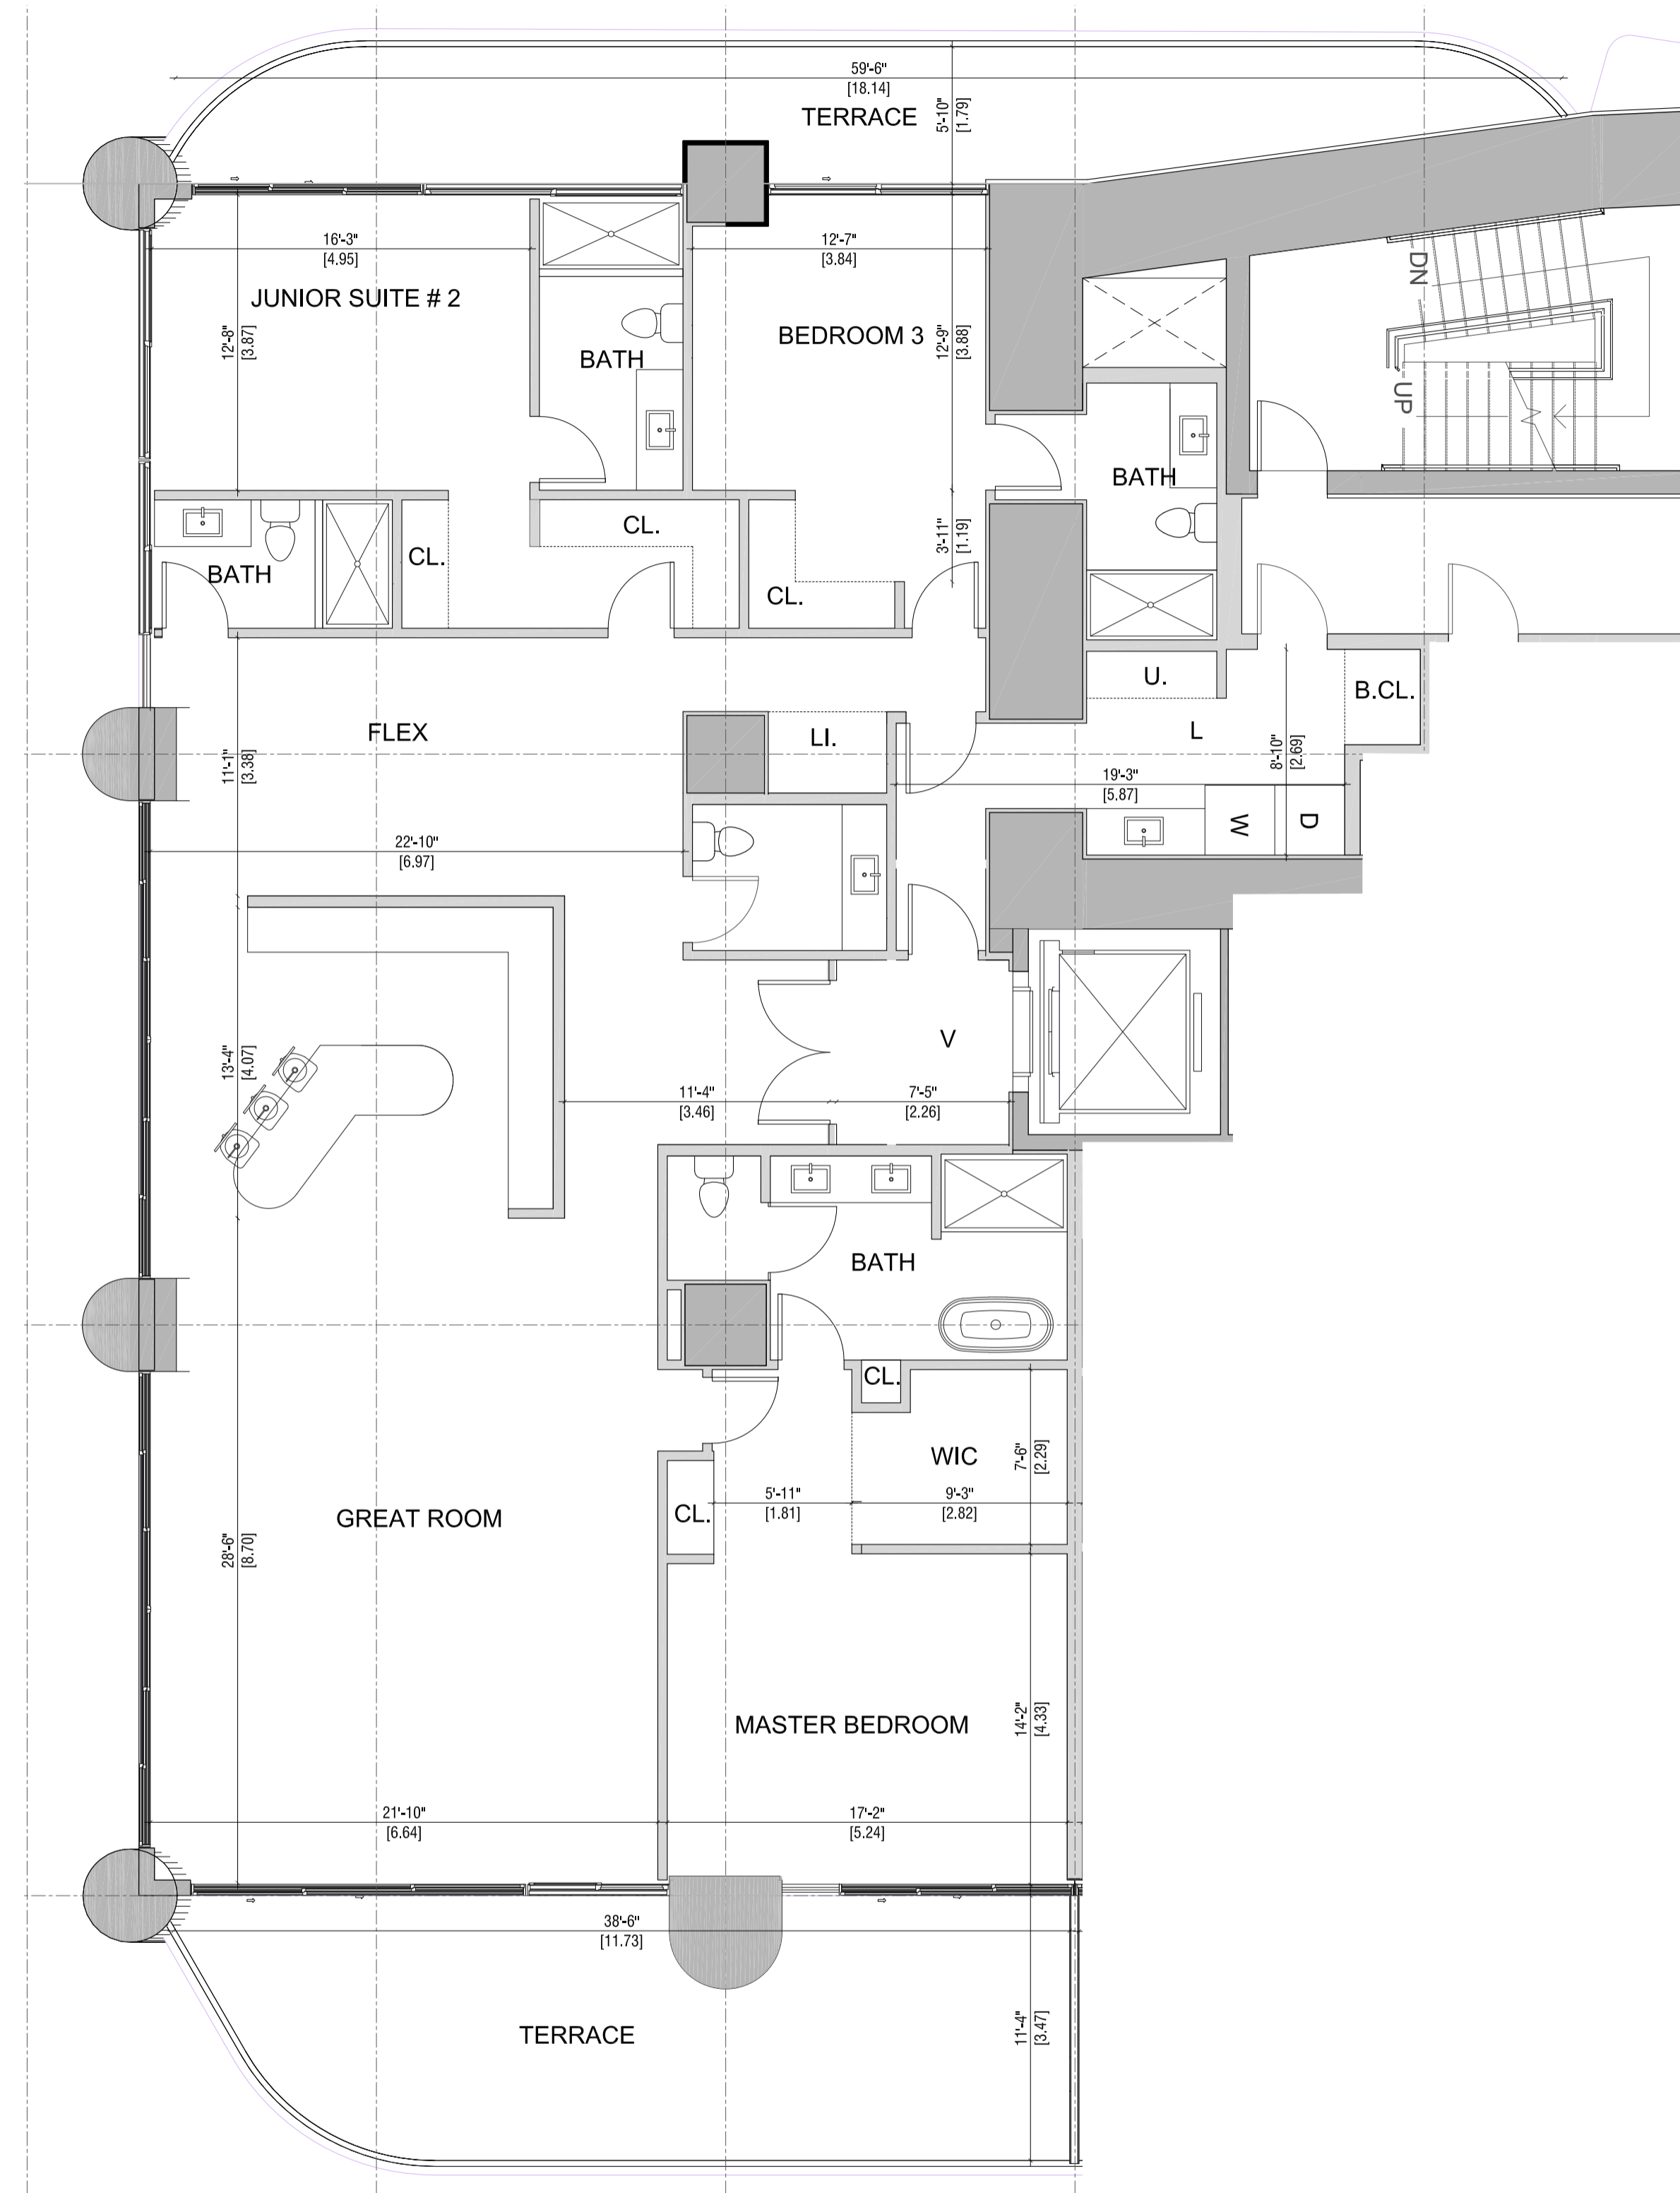 59'-6"
[18.14]
TERRACE
5'-10"
[1.79]
16'-3"
[4.95]
12'-7"
[3.84]
DN
JUNIOR SUITE # 2
12'-8"
[3.87]
BATH
BEDROOM 3
12'-9"
[3.88]
UP
BATH
CL.
CL.
3'-11"
[1.19]
BATH
CL.
U.
B.CL.
FLEX
LI.
L
11'-1"
[3.38]
8'-10"
[2.69]
19'-3"
[5.87]
W
D
22'-10"
[6.97]
V
13'-4"
[4.07]
11'-4"
[3.46]
7'-5"
[2.26]
BATH
CL.
WIC
7'-6"
[2.29]
5'-11"
[1.81]
9'-3"
[2.82]
CL.
GREAT ROOM
28'-6"
[8.70]
MASTER BEDROOM
14'-2"
[4.33]
21'-10"
[6.64]
17'-2"
[5.24]
38'-6"
[11.73]
TERRACE
11'-4"
[3.47]